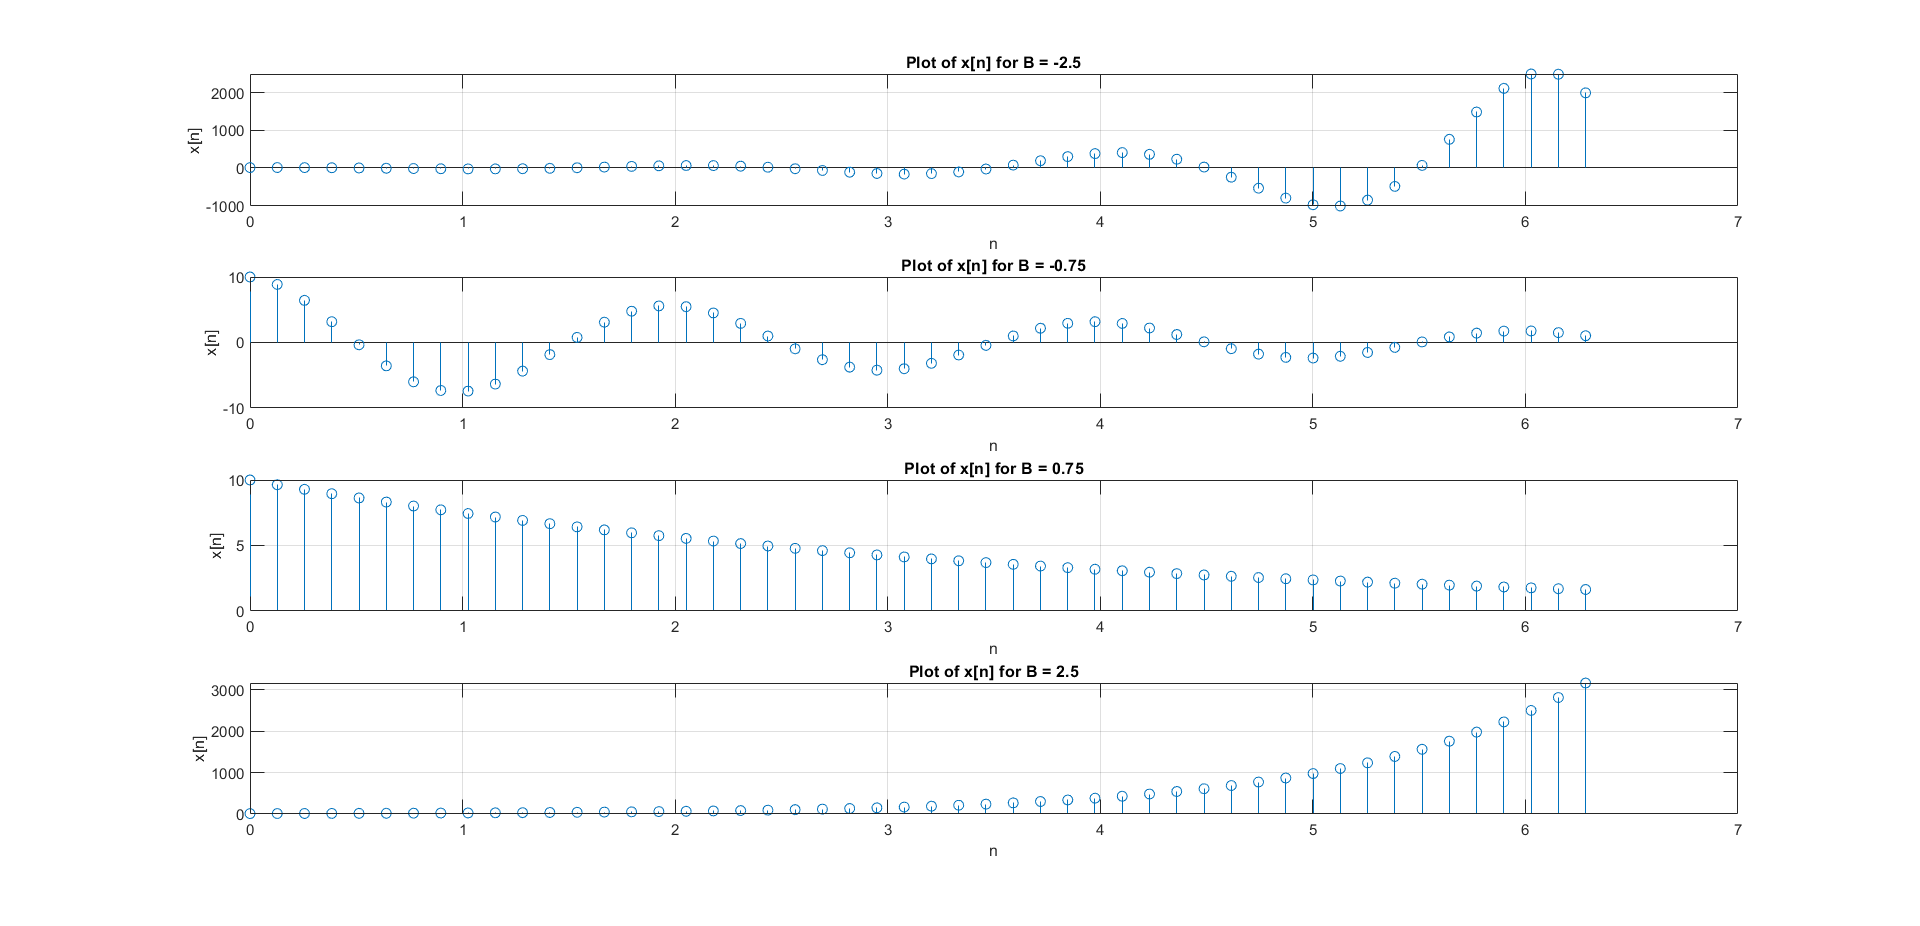 Plot of x[n] for B = -2.5
2000
1000
0
-1000
x[n]
0 1 2 3 4 5 6 7
n
Plot of x[n] for B = -0.75
10
0
-10
x[n]
0 1 2 3 4 5 6 7
n
Plot of x[n] for B = 0.75
10
5
0
x[n]
0 1 2 3 4 5 6 7
n
Plot of x[n] for B = 2.5
3000
2000
1000
0
x[n]
0 1 2 3 4 5 6 7
n